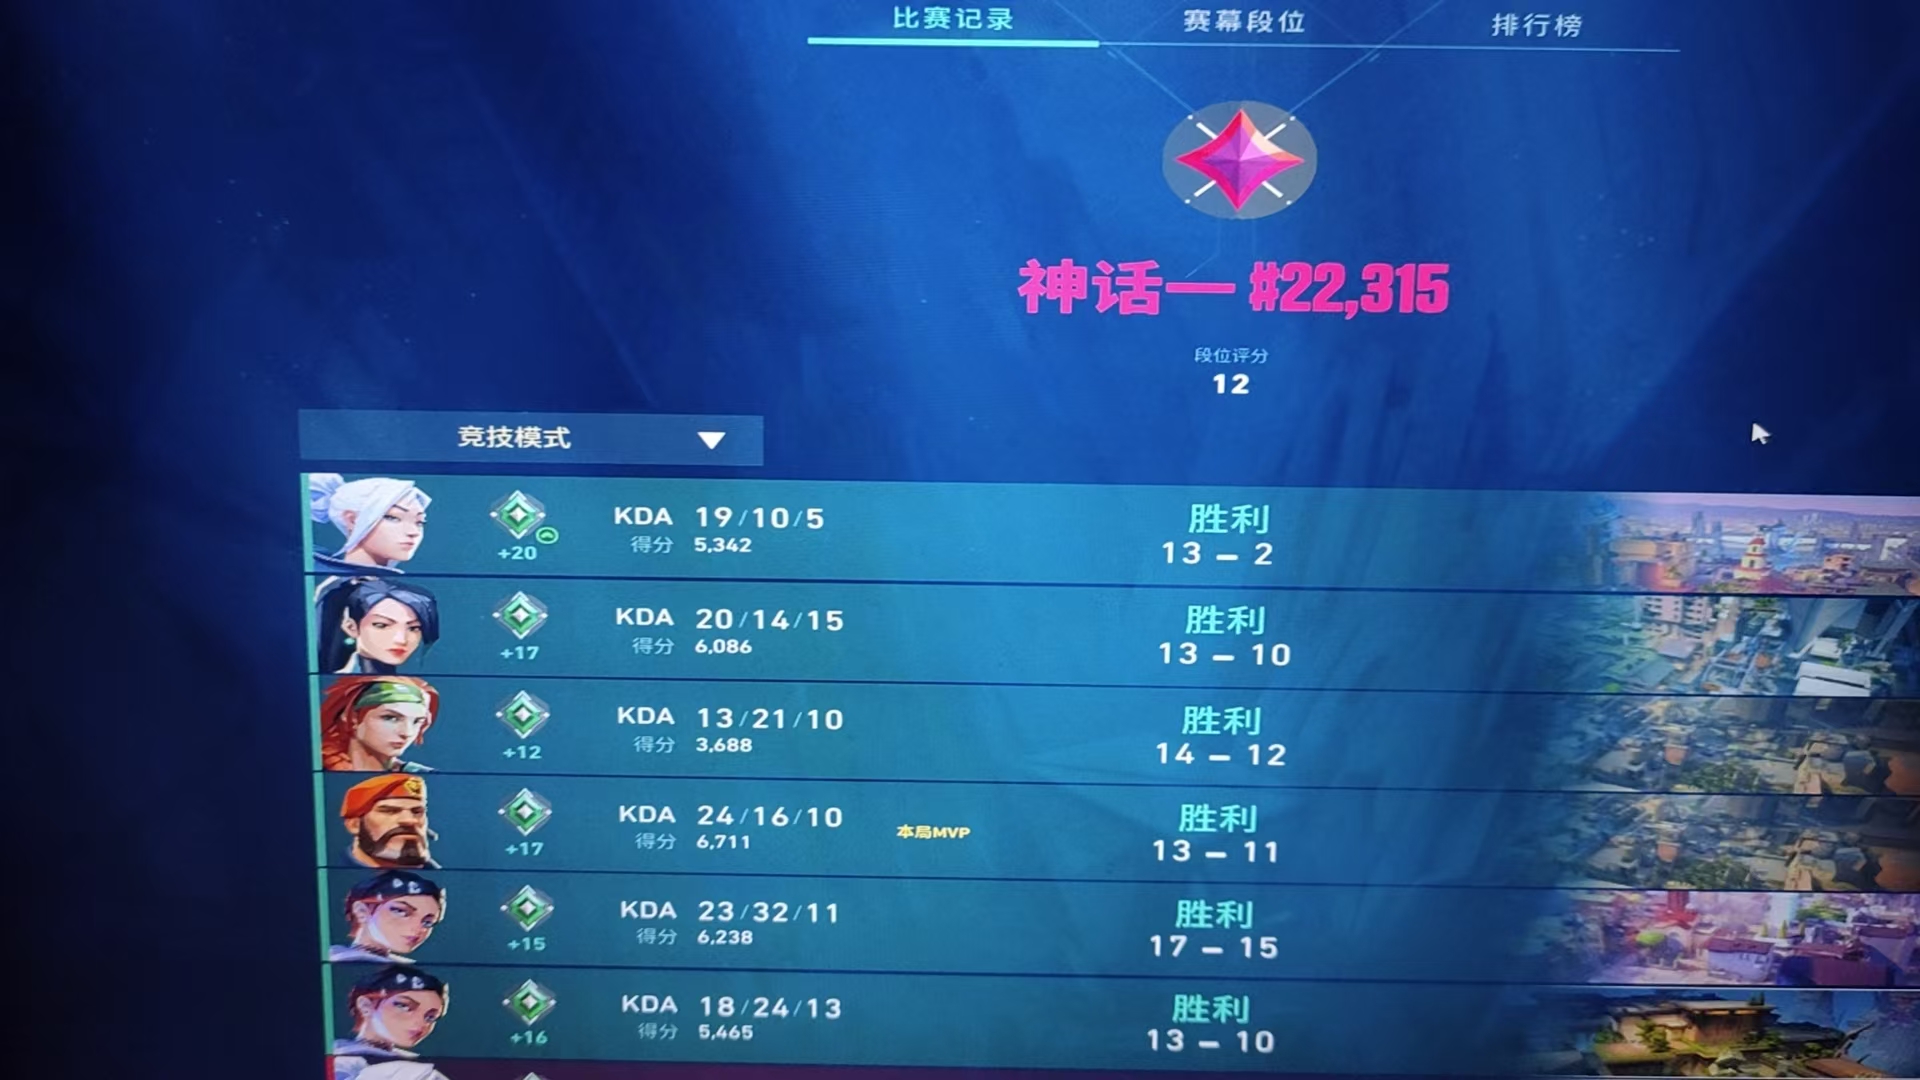 比赛记录 赛幕段位 排行榜
神话一 #22,315
段位评分
12
竞技模式
+20 KDA 19/10/5 得分 5,342 胜利 13 – 2
+17 KDA 20/14/15 得分 6,086 胜利 13 – 10
+12 KDA 13/21/10 得分 3,688 胜利 14 – 12
+17 KDA 24/16/10 得分 6,711 本局MVP 胜利 13 – 11
+15 KDA 23/32/11 得分 6,238 胜利 17 – 15
+16 KDA 18/24/13 得分 5,465 胜利 13 – 10